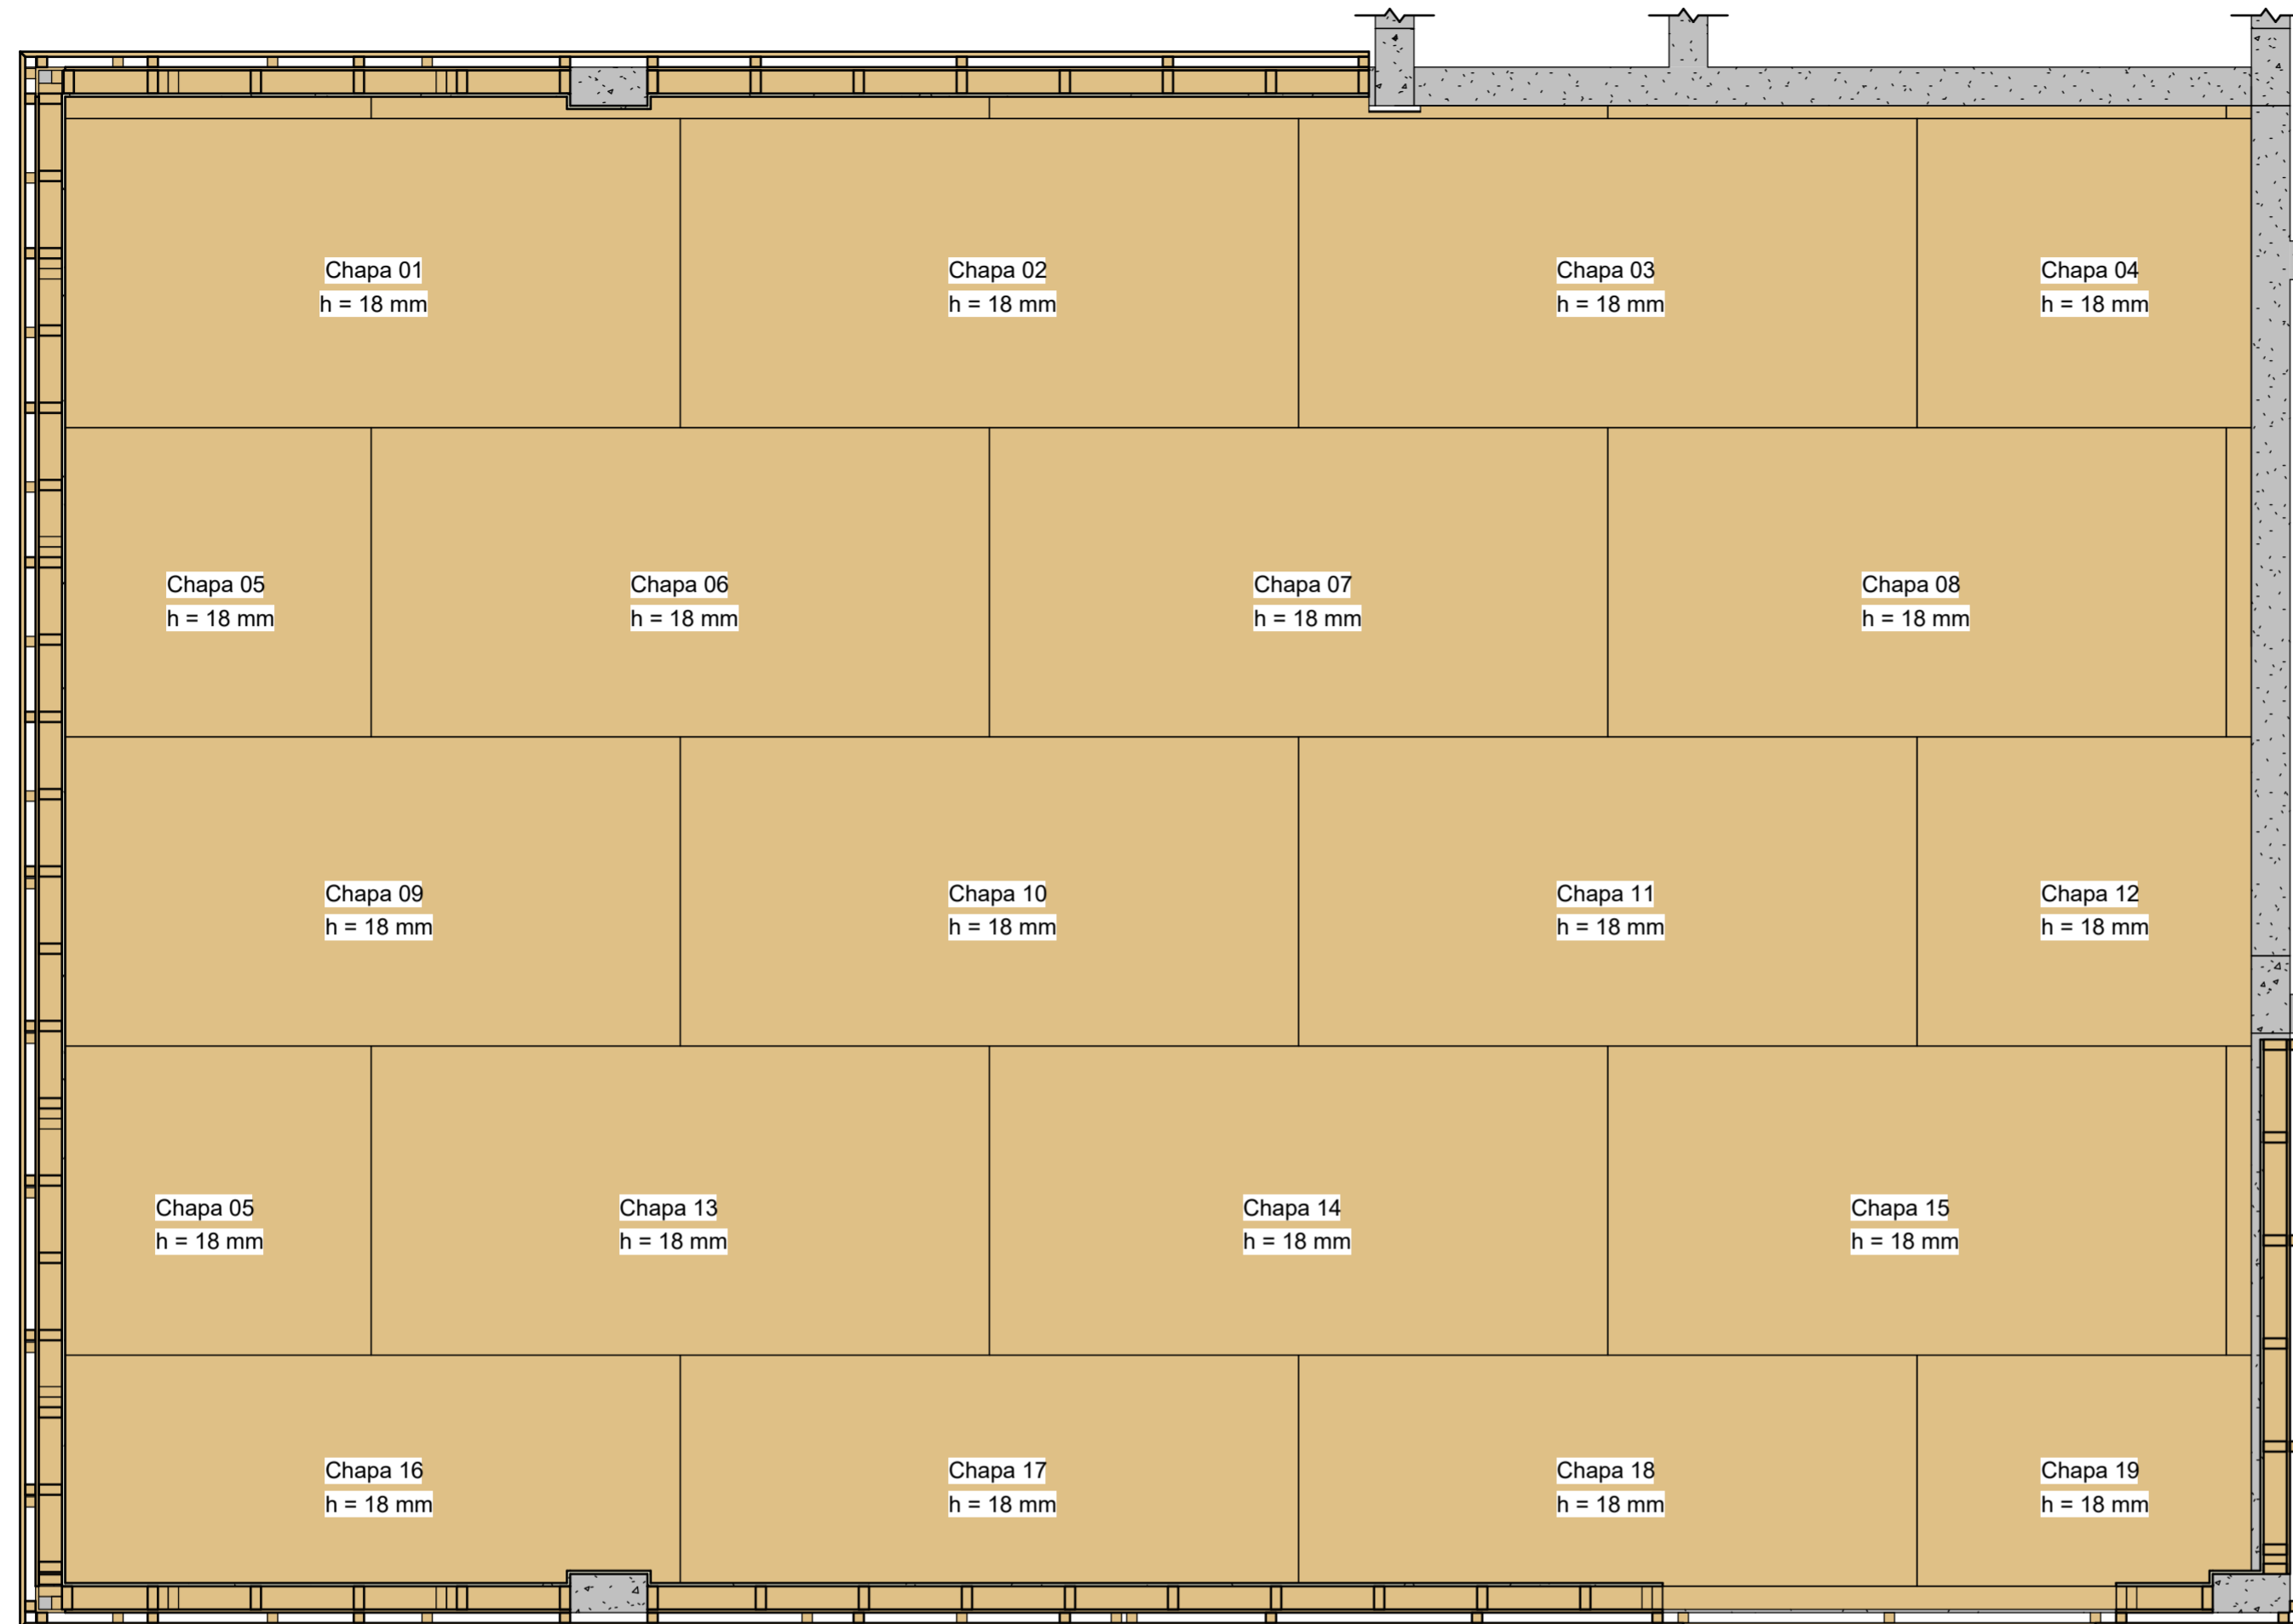 Chapa 01
h = 18 mm
Chapa 02
h = 18 mm
Chapa 03
h = 18 mm
Chapa 04
h = 18 mm
Chapa 05
h = 18 mm
Chapa 06
h = 18 mm
Chapa 07
h = 18 mm
Chapa 08
h = 18 mm
Chapa 09
h = 18 mm
Chapa 10
h = 18 mm
Chapa 11
h = 18 mm
Chapa 12
h = 18 mm
Chapa 05
h = 18 mm
Chapa 13
h = 18 mm
Chapa 14
h = 18 mm
Chapa 15
h = 18 mm
Chapa 16
h = 18 mm
Chapa 17
h = 18 mm
Chapa 18
h = 18 mm
Chapa 19
h = 18 mm